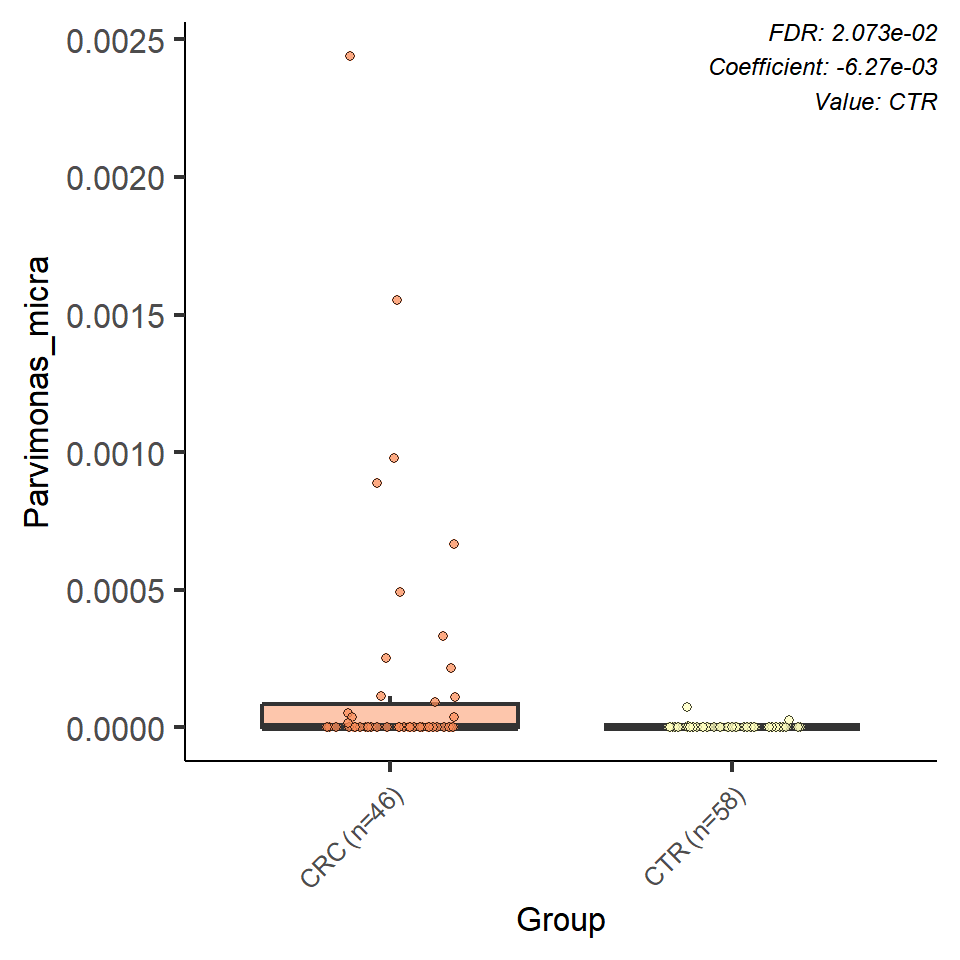 FDR: 2.073e-02
Coefficient: -6.27e-03
Value: CTR
0.0025
0.0020
0.0015
0.0010
0.0005
0.0000
Parvimonas_micra
CRC (n=46)
CTR (n=58)
Group